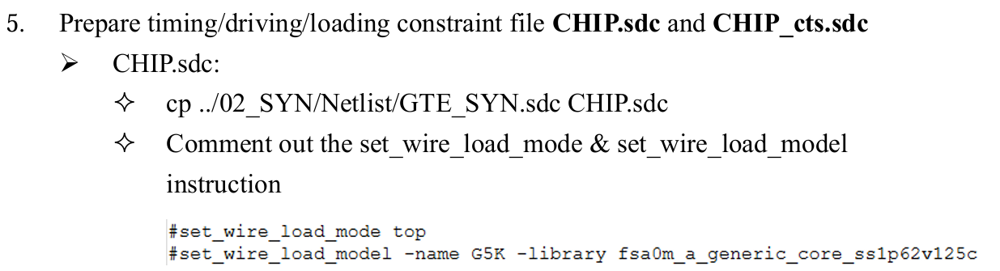 5. Prepare timing/driving/loading constraint file CHIP.sdc and CHIP_cts.sdc
➢ CHIP.sdc:
✧ cp ../02_SYN/Netlist/GTE_SYN.sdc CHIP.sdc
✧ Comment out the set_wire_load_mode & set_wire_load_model
instruction
#set_wire_load_mode top
#set_wire_load_model -name G5K -library fsa0m_a_generic_core_ss1p62v125c